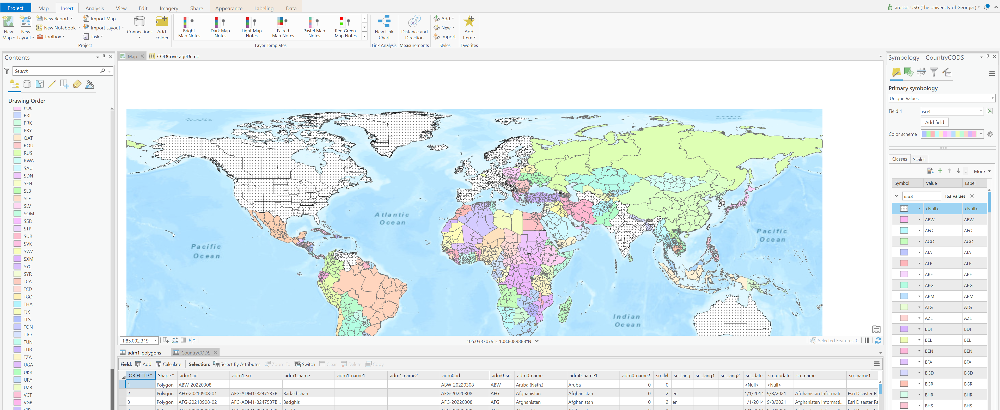 Project Map Insert Analysis View Edit Imagery Share Appearance Labeling Data
arusso_USG (The University of Georgia )
New Map
New Layout
New Report
New Notebook
Toolbox
Import Map
Import Layout
Task
Connections
Add Folder
Project
Bright Map Notes
Dark Map Notes
Light Map Notes
Paired Map Notes
Pastel Map Notes
Red Green Map Notes
Layer Templates
New Link Chart
Link Analysis
Distance and Direction
Measurements
Add
New
Import
Styles
Add Item
Favorites
Contents
Search
Drawing Order
POL
PRI
PRK
PRY
QAT
ROU
RUS
RWA
SAU
SDN
SEN
SLB
SLE
SLV
SOM
SSD
STP
SUR
SVK
SWZ
SXM
SYC
SYR
TCA
TCD
TGO
THA
TJK
TLS
TON
TTO
TUN
TUR
TZA
UGA
UKR
URY
UZB
VCT
VGB
VIR
Map CODCoverageDemo
Arctic Ocean
Arctic Ocean
Atlantic
Ocean
Pacific
Ocean
Pacific
Ocean
Indian
Ocean
1:85,092,319
105.0337079°E 108.8089888°N
Selected Features: 0
adm1_polygons CountryCODS
Field: Add Calculate Selection: Select By Attributes Zoom To Switch Clear Delete Copy
OBJECTID * Shape * adm1_id adm1_src adm1_name adm1_name1 adm1_name2 adm0_id adm0_src adm0_name adm0_name1 adm0_name2 src_lvl src_lang src_lang1 src_lang2 src_date src_update src_name src_name1
1 Polygon ABW-20220308 ABW-20220308 ABW Aruba (Neth.) Aruba 0 0 <Null> <Null>
2 Polygon AFG-20210908-01 AFG-ADM1-8247537B... Badakhshan AFG-20220308 AFG Afghanistan Afghanistan 0 2 en 1/1/2014 9/8/2021 Afghanistan Informati... Esri Disaster Re
3 Polygon AFG-20210908-02 AFG-ADM1-8247537B... Badghis AFG-20220308 AFG Afghanistan Afghanistan 0 2 en 1/1/2014 9/8/2021 Afghanistan Informati... Esri Disaster Re
Symbology - CountryCODS
Primary symbology
Unique Values
Field 1 iso3
Add field
Color scheme
Classes Scales
More
Symbol Value Label
iso3 163 values
<Null> <Null>
ABW ABW
AFG AFG
AGO AGO
AIA AIA
ALB ALB
ARE ARE
ARG ARG
ARM ARM
ATG ATG
AZE AZE
BDI BDI
BEL BEL
BEN BEN
BFA BFA
BGD BGD
BGR BGR
BHR BHR
BHS BHS